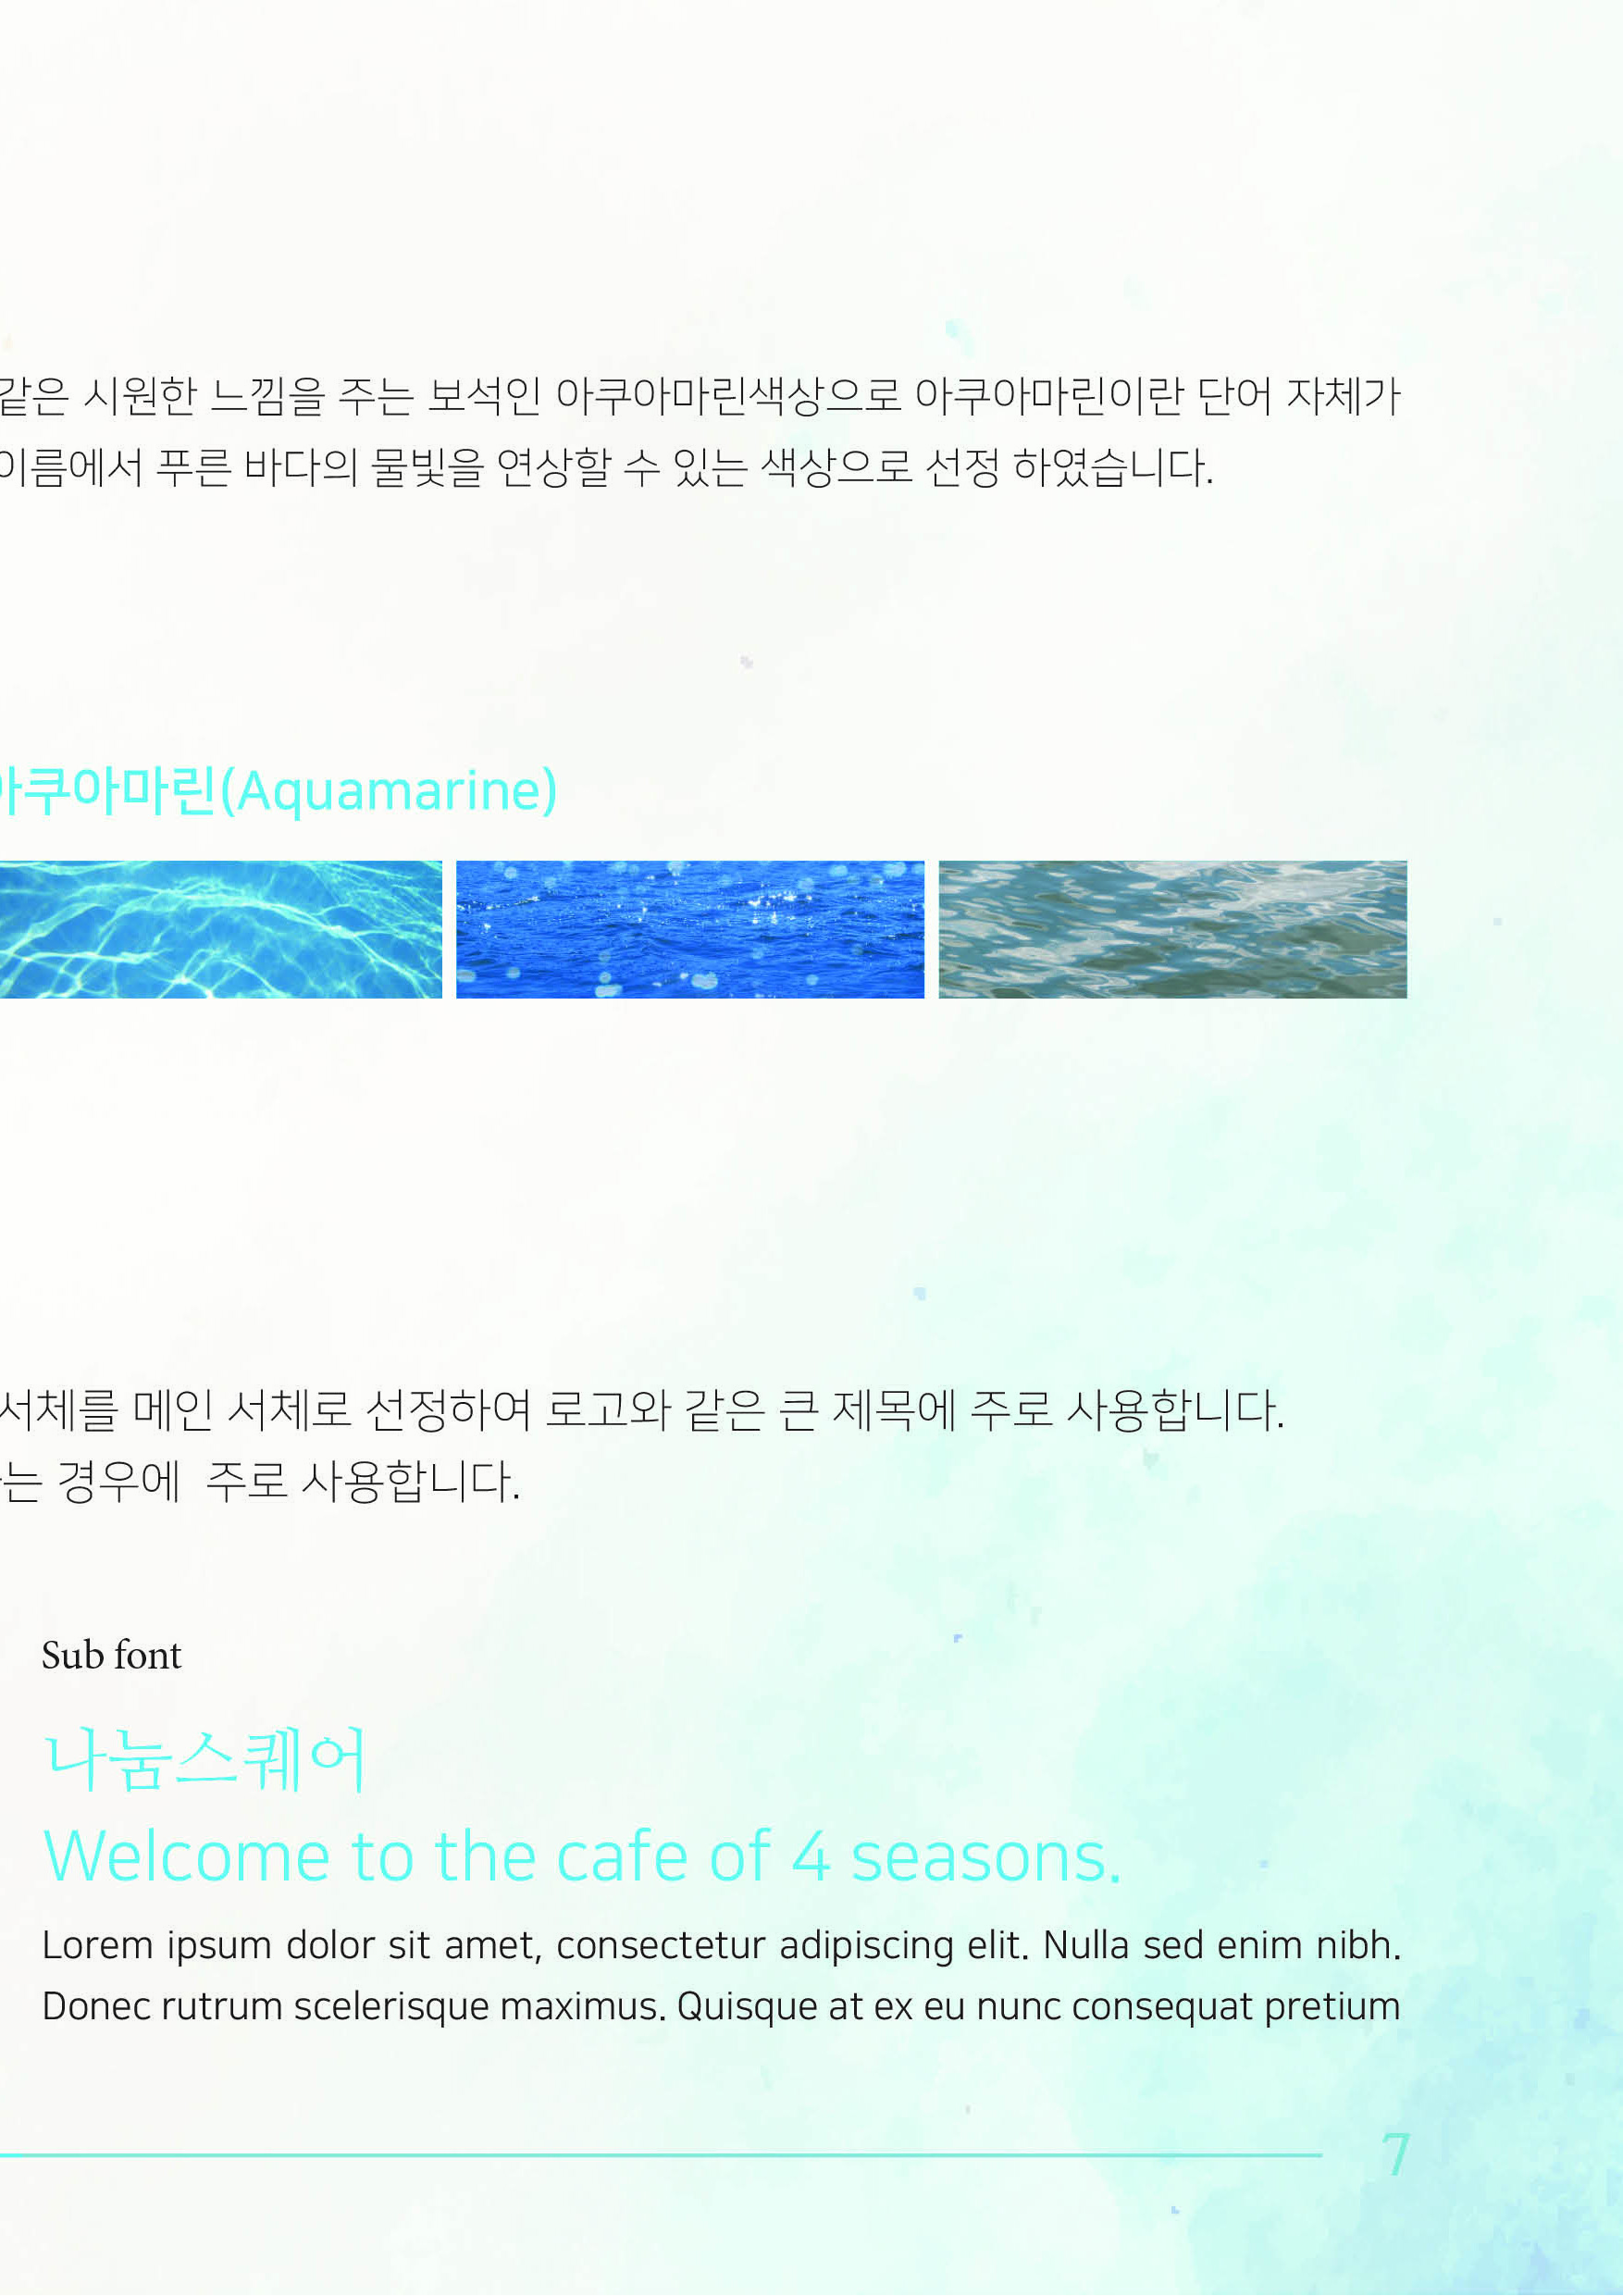 같은 시원한 느낌을 주는 보석인 아쿠아마린색상으로 아쿠아마린이란 단어 자체가
이름에서 푸른 바다의 물빛을 연상할 수 있는 색상으로 선정 하였습니다.
아쿠아마린(Aquamarine)
서체를 메인 서체로 선정하여 로고와 같은 큰 제목에 주로 사용합니다.
는 경우에 주로 사용합니다.
Sub font
나눔스퀘어
Welcome to the cafe of 4 seasons.
Lorem ipsum dolor sit amet, consectetur adipiscing elit. Nulla sed enim nibh.
Donec rutrum scelerisque maximus. Quisque at ex eu nunc consequat pretium
7